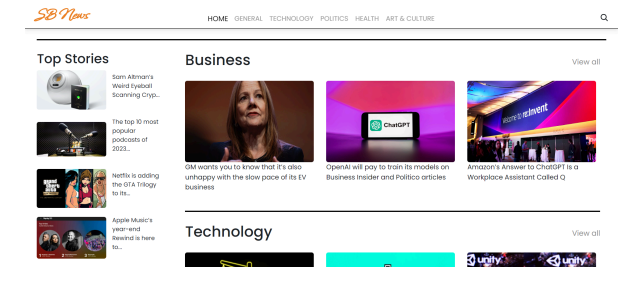 SB News
HOME GENERAL TECHNOLOGY POLITICS HEALTH ART & CULTURE
Top Stories
Sam Altman's
Weird Eyeball
Scanning Cryp...
The top 10 most
popular
podcasts of
2023...
grand
theft
auto
Netflix is adding
the GTA Trilogy
to its...
Apple Music's
year-end
Rewind is here
to...
Business
View all
ChatGPT
Welcome to re:Invent
GM wants you to know that it's also
unhappy with the slow pace of its EV
business
OpenAI will pay to train its models on
Business Insider and Politico articles
Amazon's Answer to ChatGPT Is a
Workplace Assistant Called Q
Technology
View all
unity
unity